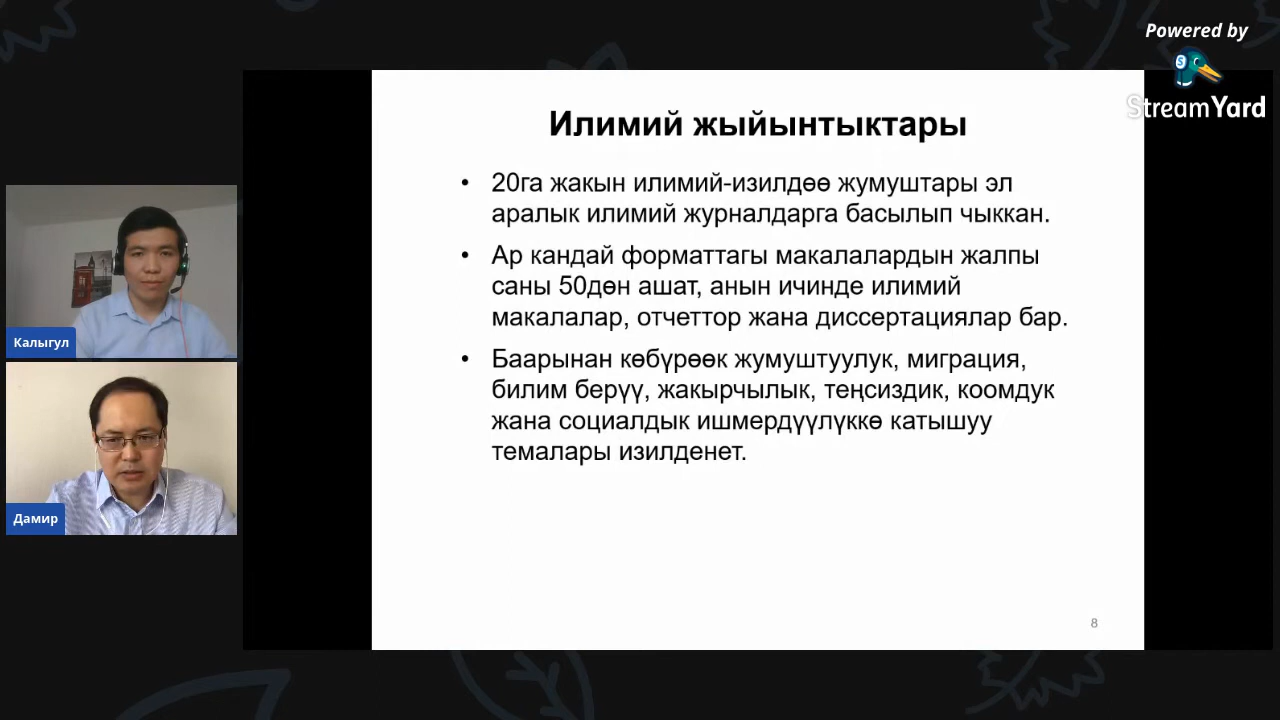 Powered by
StreamYard
Илимий жыйынтыктары
• 20га жакын илимий-изилдөө жумуштары эл
аралык илимий журналдарга басылып чыккан.
• Ар кандай форматтагы макалалардын жалпы
саны 50дөн ашат, анын ичинде илимий
макалалар, отчеттор жана диссертациялар бар.
• Баарынан көбүрөөк жумуштуулук, миграция,
билим берүү, жакырчылык, теңсиздик, коомдук
жана социалдык ишмердүүлүккө катышуу
темалары изилденет.
Калыгул
Дамир
8